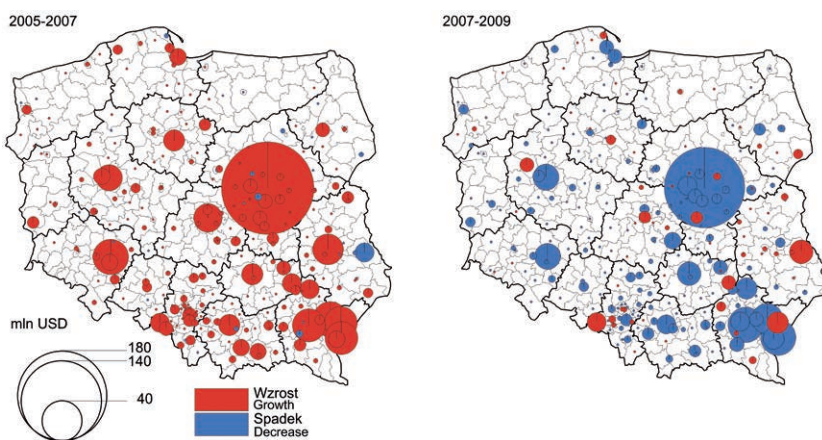 2005-2007
2007-2009
mln USD
180
140
40
Wzrost
Growth
Spadek
Decrease